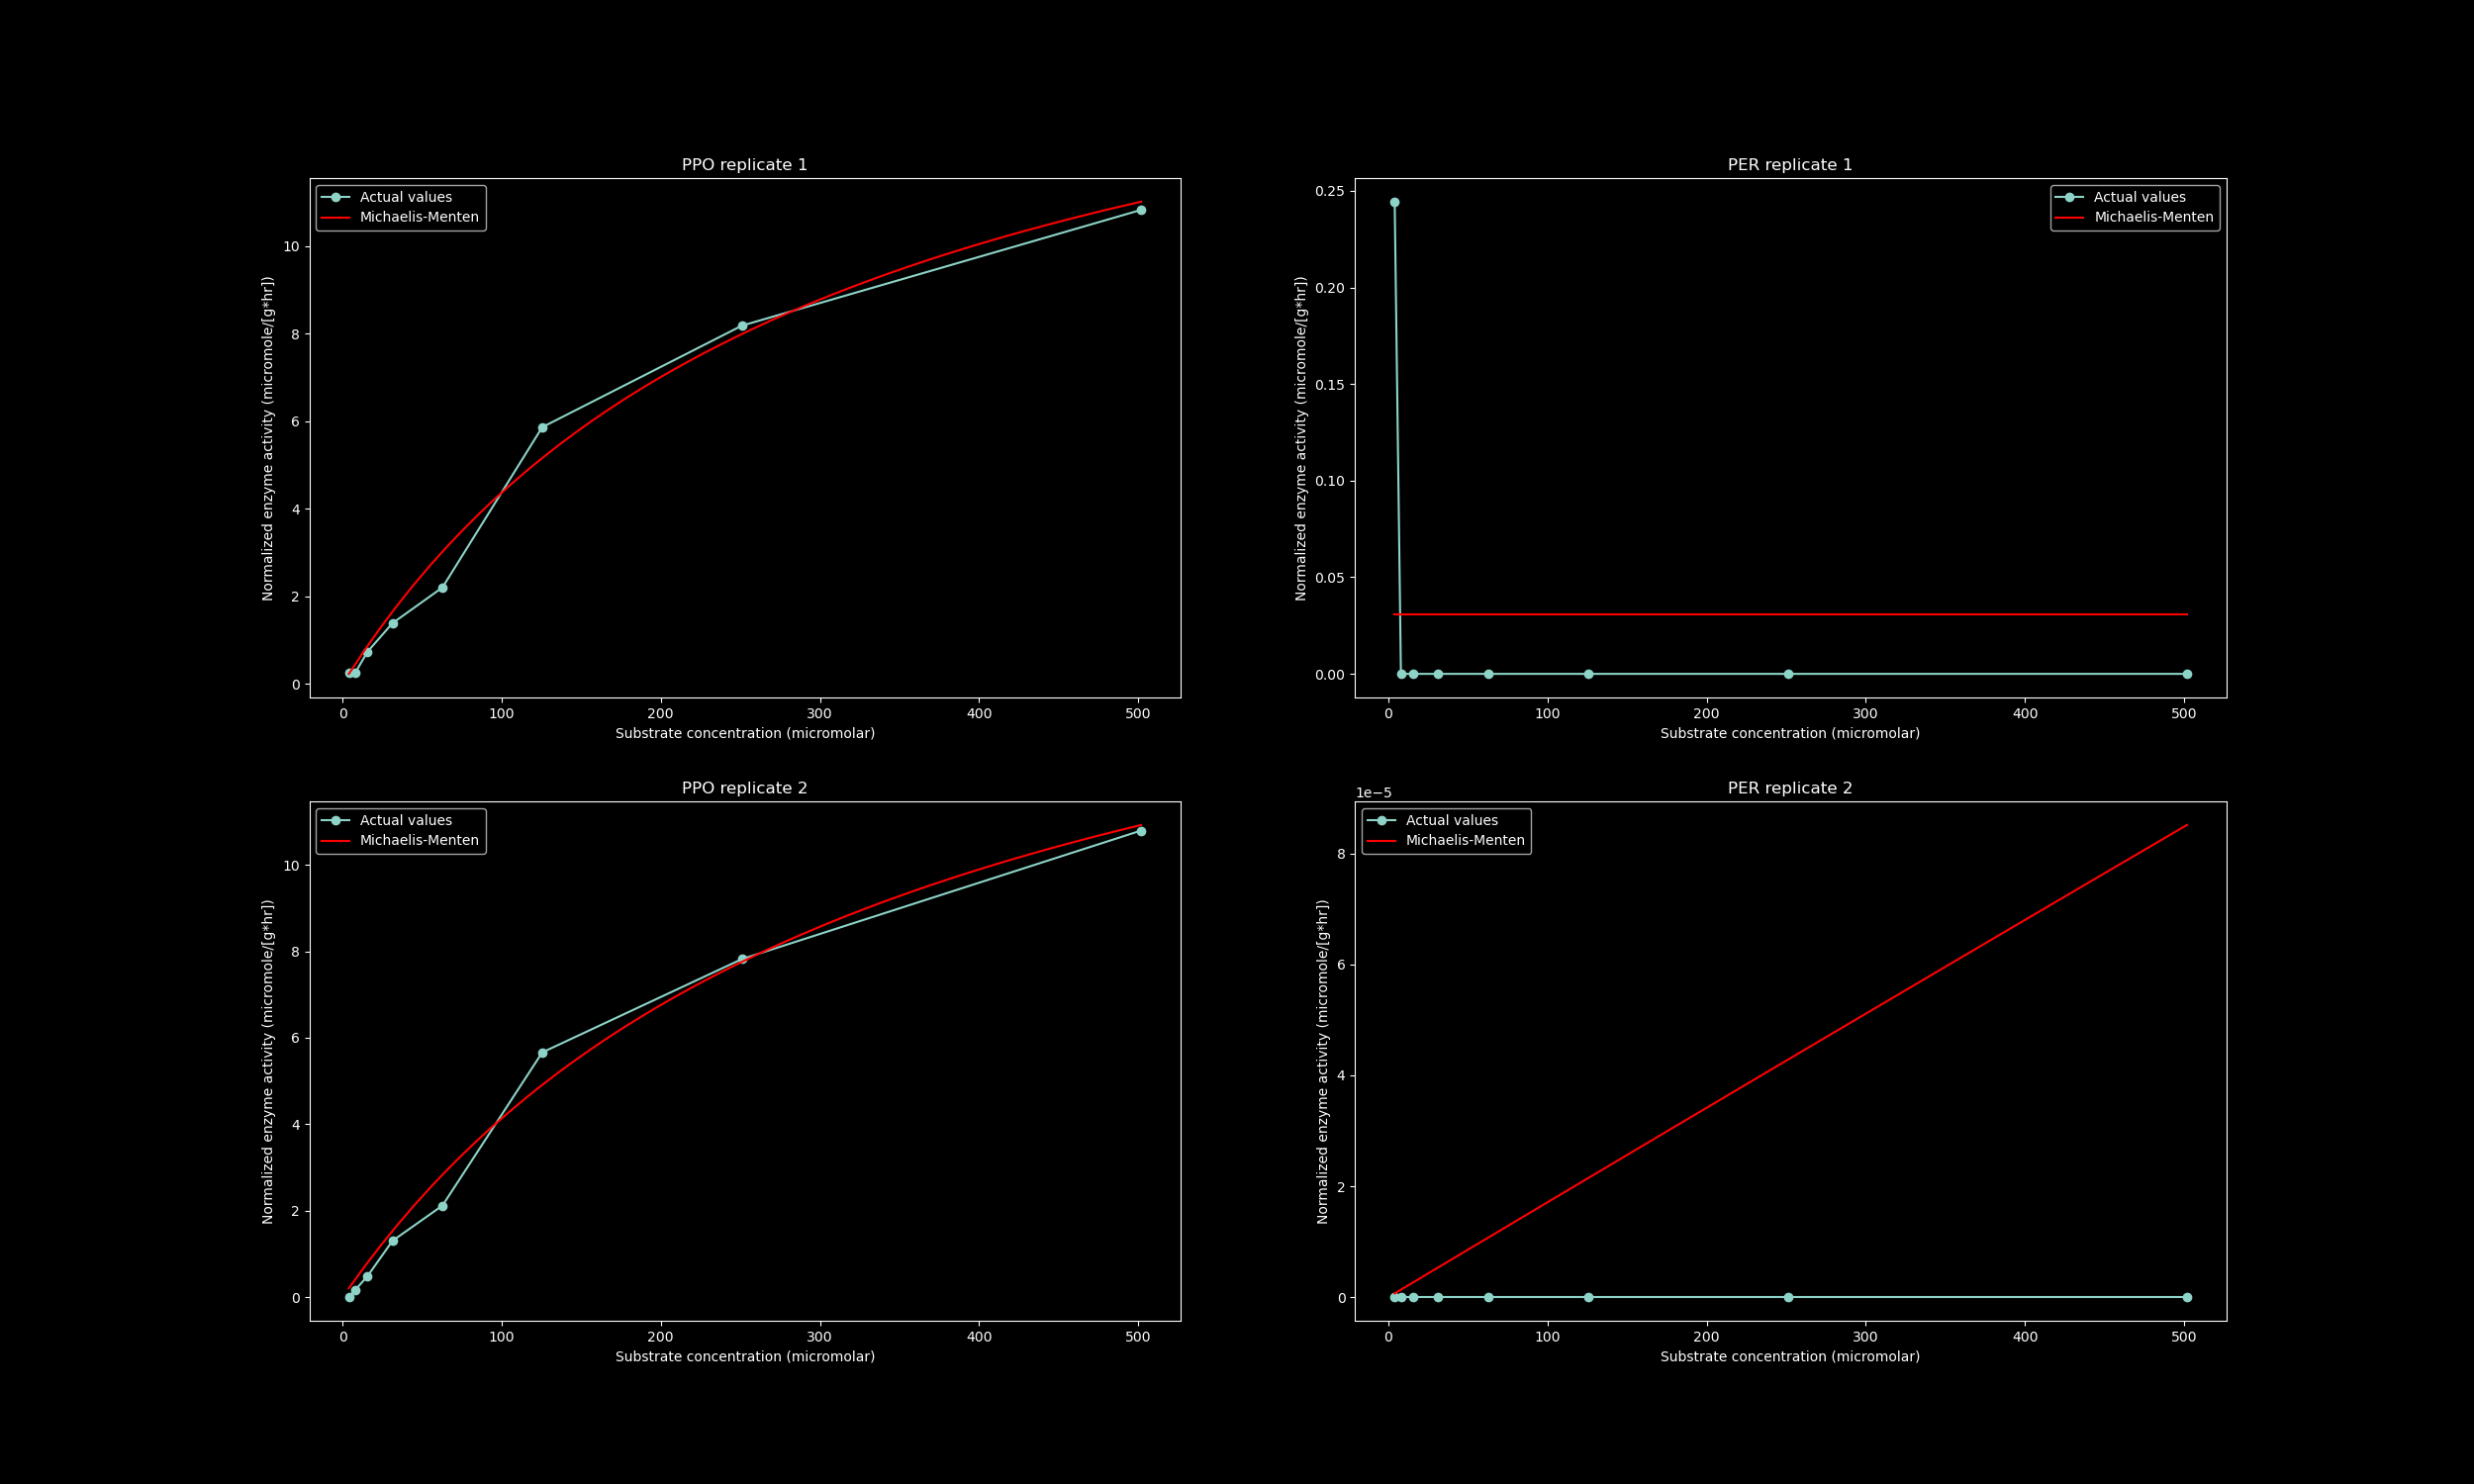 PPO replicate 1
Actual values
Michaelis-Menten
10
8
6
4
2
0
Normalized enzyme activity (micromole/[g*hr])
0 100 200 300 400 500
Substrate concentration (micromolar)
PER replicate 1
Actual values
Michaelis-Menten
0.25
0.20
0.15
0.10
0.05
0.00
Normalized enzyme activity (micromole/[g*hr])
0 100 200 300 400 500
Substrate concentration (micromolar)
PPO replicate 2
Actual values
Michaelis-Menten
10
8
6
4
2
0
Normalized enzyme activity (micromole/[g*hr])
0 100 200 300 400 500
Substrate concentration (micromolar)
PER replicate 2
1e−5
Actual values
Michaelis-Menten
8
6
4
2
0
Normalized enzyme activity (micromole/[g*hr])
0 100 200 300 400 500
Substrate concentration (micromolar)